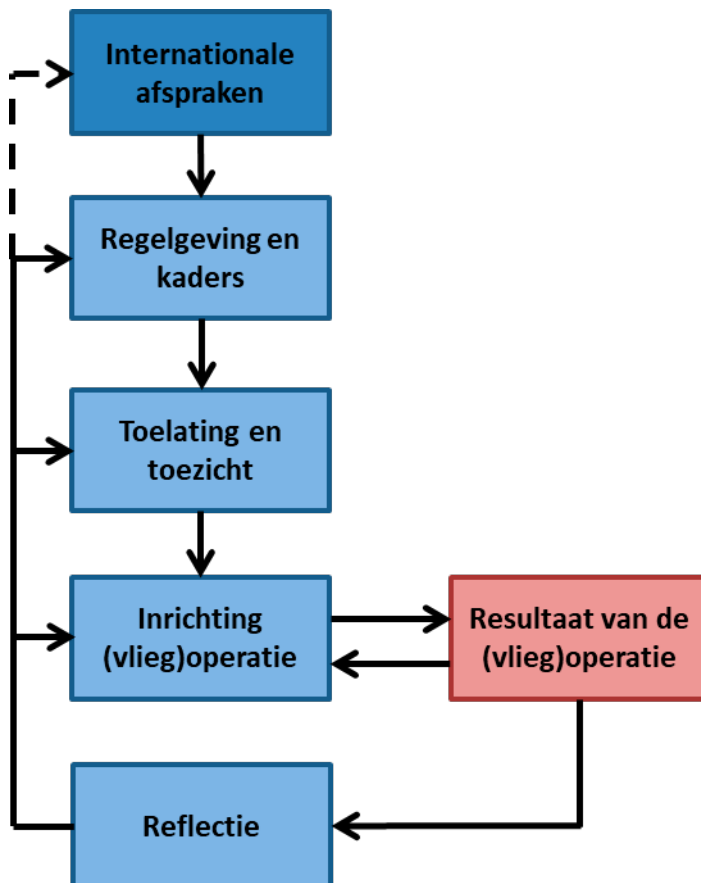 Internationale
afspraken
Regelgeving en
kaders
Toelating en
toezicht
Inrichting
(vlieg)operatie
Resultaat van de
(vlieg)operatie
Reflectie